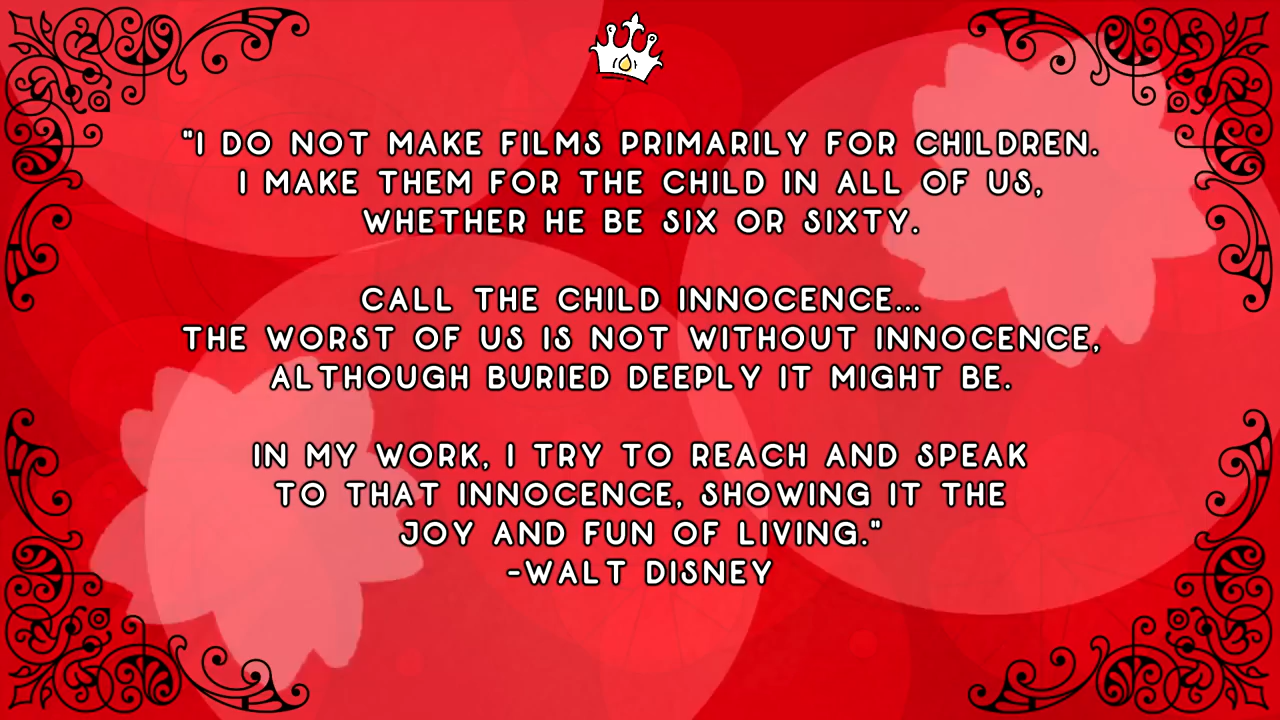 "I DO NOT MAKE FILMS PRIMARILY FOR CHILDREN.
I MAKE THEM FOR THE CHILD IN ALL OF US,
WHETHER HE BE SIX OR SIXTY.
CALL THE CHILD INNOCENCE...
THE WORST OF US IS NOT WITHOUT INNOCENCE,
ALTHOUGH BURIED DEEPLY IT MIGHT BE.
IN MY WORK, I TRY TO REACH AND SPEAK
TO THAT INNOCENCE, SHOWING IT THE
JOY AND FUN OF LIVING."
-WALT DISNEY